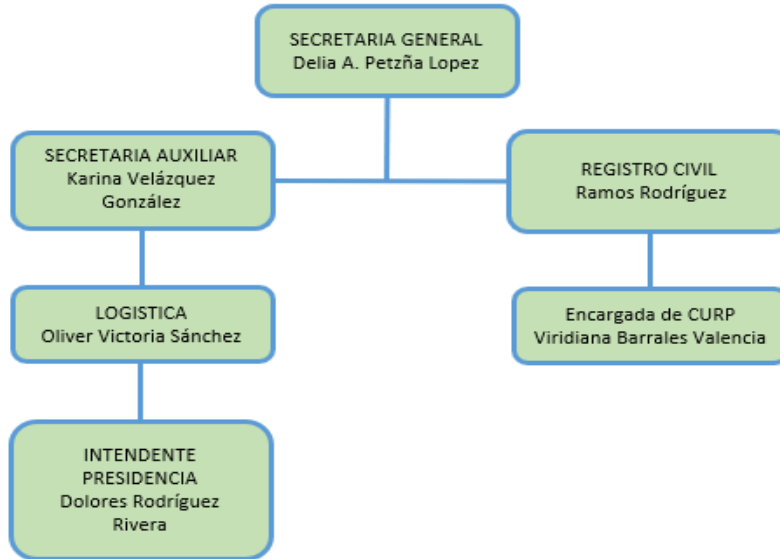 SECRETARIA GENERAL
Delia A. Petzña Lopez
SECRETARIA AUXILIAR
Karina Velázquez
González
REGISTRO CIVIL
Ramos Rodríguez
LOGISTICA
Oliver Victoria Sánchez
Encargada de CURP
Viridiana Barrales Valencia
INTENDENTE
PRESIDENCIA
Dolores Rodríguez
Rivera